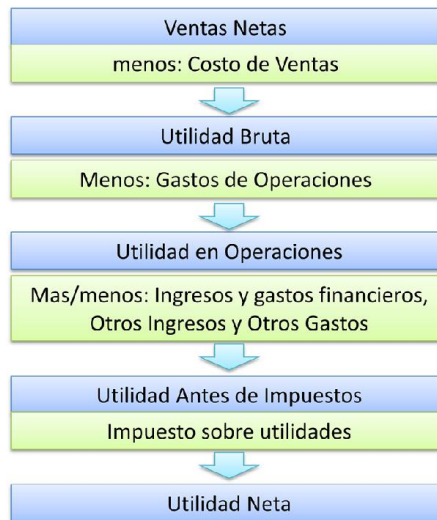 Ventas Netas
menos: Costo de Ventas
Utilidad Bruta
Menos: Gastos de Operaciones
Utilidad en Operaciones
Mas/menos: Ingresos y gastos financieros,
Otros Ingresos y Otros Gastos
Utilidad Antes de Impuestos
Impuesto sobre utilidades
Utilidad Neta